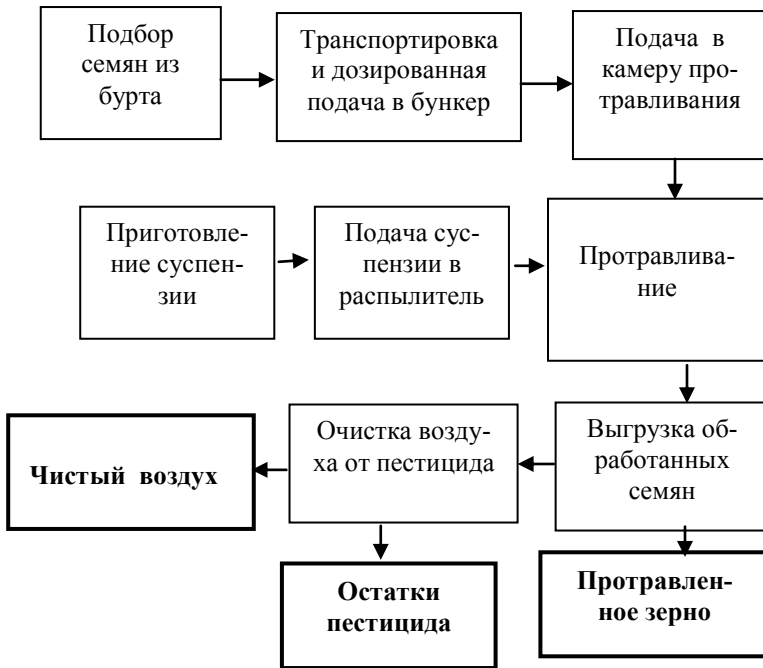 Подбор
семян из
бурта
Транспортировка
и дозированная
подача в бункер
Подача в
камеру про-
травливания
Приготовле-
ние суспен-
зии
Подача сус-
пензии в
распылитель
Протравлива-
ние
Чистый воздух
Очистка возду-
ха от пестицида
Выгрузка об-
работанных
семян
Остатки
пестицида
Протравлен-
ное зерно